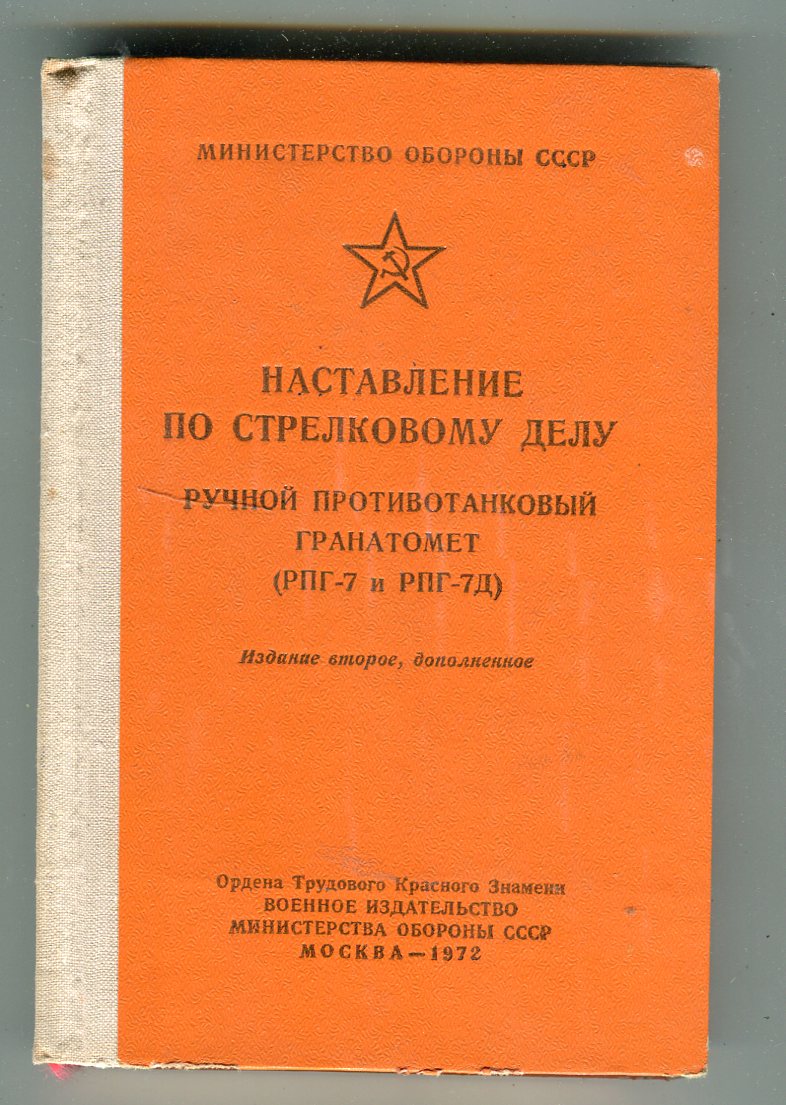 МИНИСТЕРСТВО ОБОРОНЫ СССР
НАСТАВЛЕНИЕ
ПО СТРЕЛКОВОМУ ДЕЛУ
РУЧНОЙ ПРОТИВОТАНКОВЫЙ
ГРАНАТОМЕТ
(РПГ-7 и РПГ-7Д)
Издание второе, дополненное
Ордена Трудового Красного Знамени
ВОЕННОЕ ИЗДАТЕЛЬСТВО
МИНИСТЕРСТВА ОБОРОНЫ СССР
МОСКВА — 1972